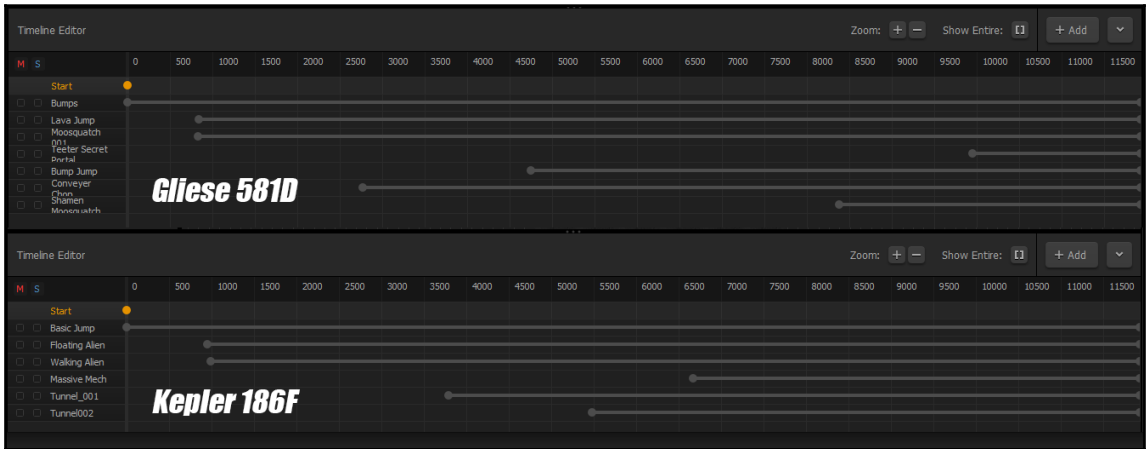 Timeline Editor Zoom: + − Show Entire: [] + Add
M S 0 500 1000 1500 2000 2500 3000 3500 4000 4500 5000 5500 6000 6500 7000 7500 8000 8500 9000 9500 10000 10500 11000 11500
Start
Bumps
Lava Jump
Moosquatch
001
Teeter Secret
Portal
Bump Jump
Conveyer
Chop
Shamen
Moosquatch
Gliese 581D
Timeline Editor Zoom: + − Show Entire: [] + Add
M S 0 500 1000 1500 2000 2500 3000 3500 4000 4500 5000 5500 6000 6500 7000 7500 8000 8500 9000 9500 10000 10500 11000 11500
Start
Basic Jump
Floating Alien
Walking Alien
Massive Mech
Tunnel_001
Tunnel002
Kepler 186F